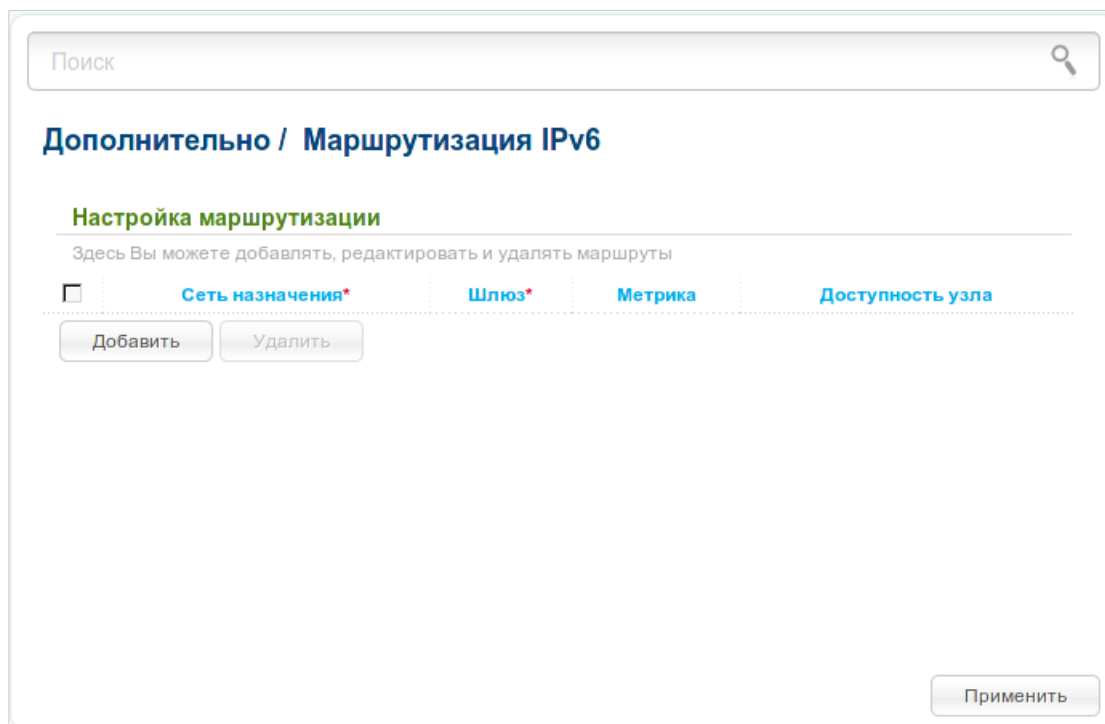 Поиск
Дополнительно / Маршрутизация IPv6
Настройка маршрутизации
Здесь Вы можете добавлять, редактировать и удалять маршруты
Сеть назначения* Шлюз* Метрика Доступность узла
Добавить Удалить
Применить